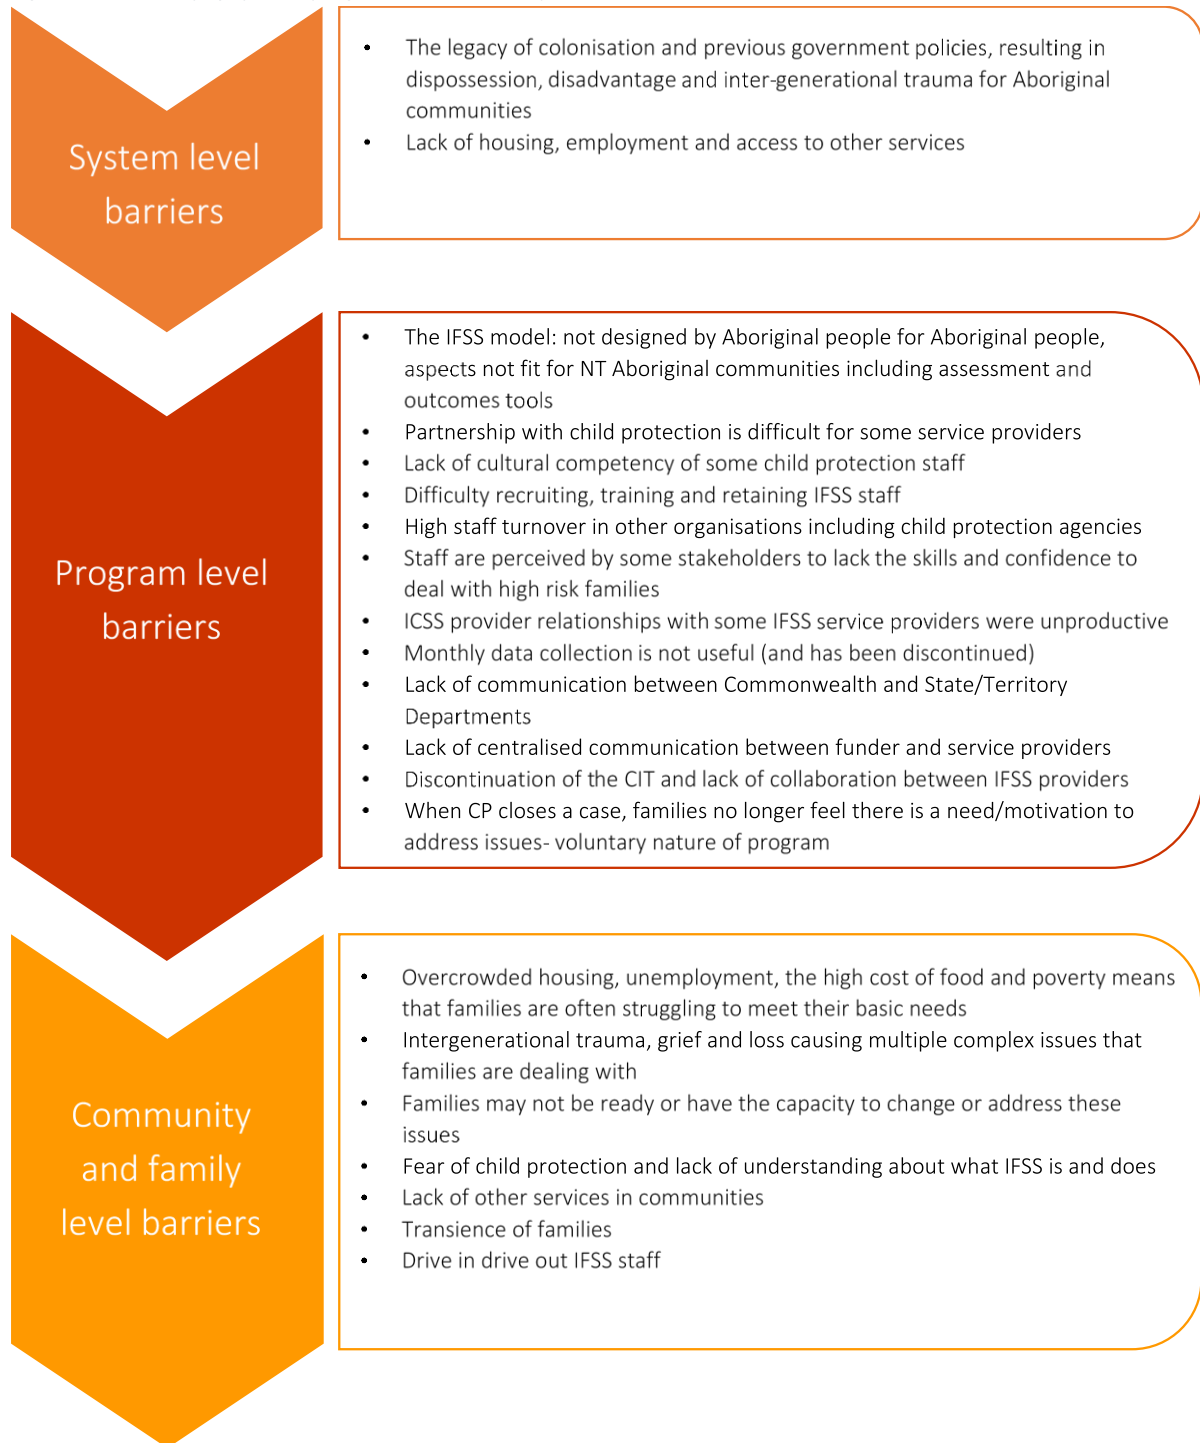 System level
barriers
• The legacy of colonisation and previous government policies, resulting in
dispossession, disadvantage and inter-generational trauma for Aboriginal
communities
• Lack of housing, employment and access to other services
Program level
barriers
• The IFSS model: not designed by Aboriginal people for Aboriginal people,
aspects not fit for NT Aboriginal communities including assessment and
outcomes tools
• Partnership with child protection is difficult for some service providers
• Lack of cultural competency of some child protection staff
• Difficulty recruiting, training and retaining IFSS staff
• High staff turnover in other organisations including child protection agencies
• Staff are perceived by some stakeholders to lack the skills and confidence to
deal with high risk families
• ICSS provider relationships with some IFSS service providers were unproductive
• Monthly data collection is not useful (and has been discontinued)
• Lack of communication between Commonwealth and State/Territory
Departments
• Lack of centralised communication between funder and service providers
• Discontinuation of the CIT and lack of collaboration between IFSS providers
• When CP closes a case, families no longer feel there is a need/motivation to
address issues- voluntary nature of program
Community
and family
level barriers
• Overcrowded housing, unemployment, the high cost of food and poverty means
that families are often struggling to meet their basic needs
• Intergenerational trauma, grief and loss causing multiple complex issues that
families are dealing with
• Families may not be ready or have the capacity to change or address these
issues
• Fear of child protection and lack of understanding about what IFSS is and does
• Lack of other services in communities
• Transience of families
• Drive in drive out IFSS staff